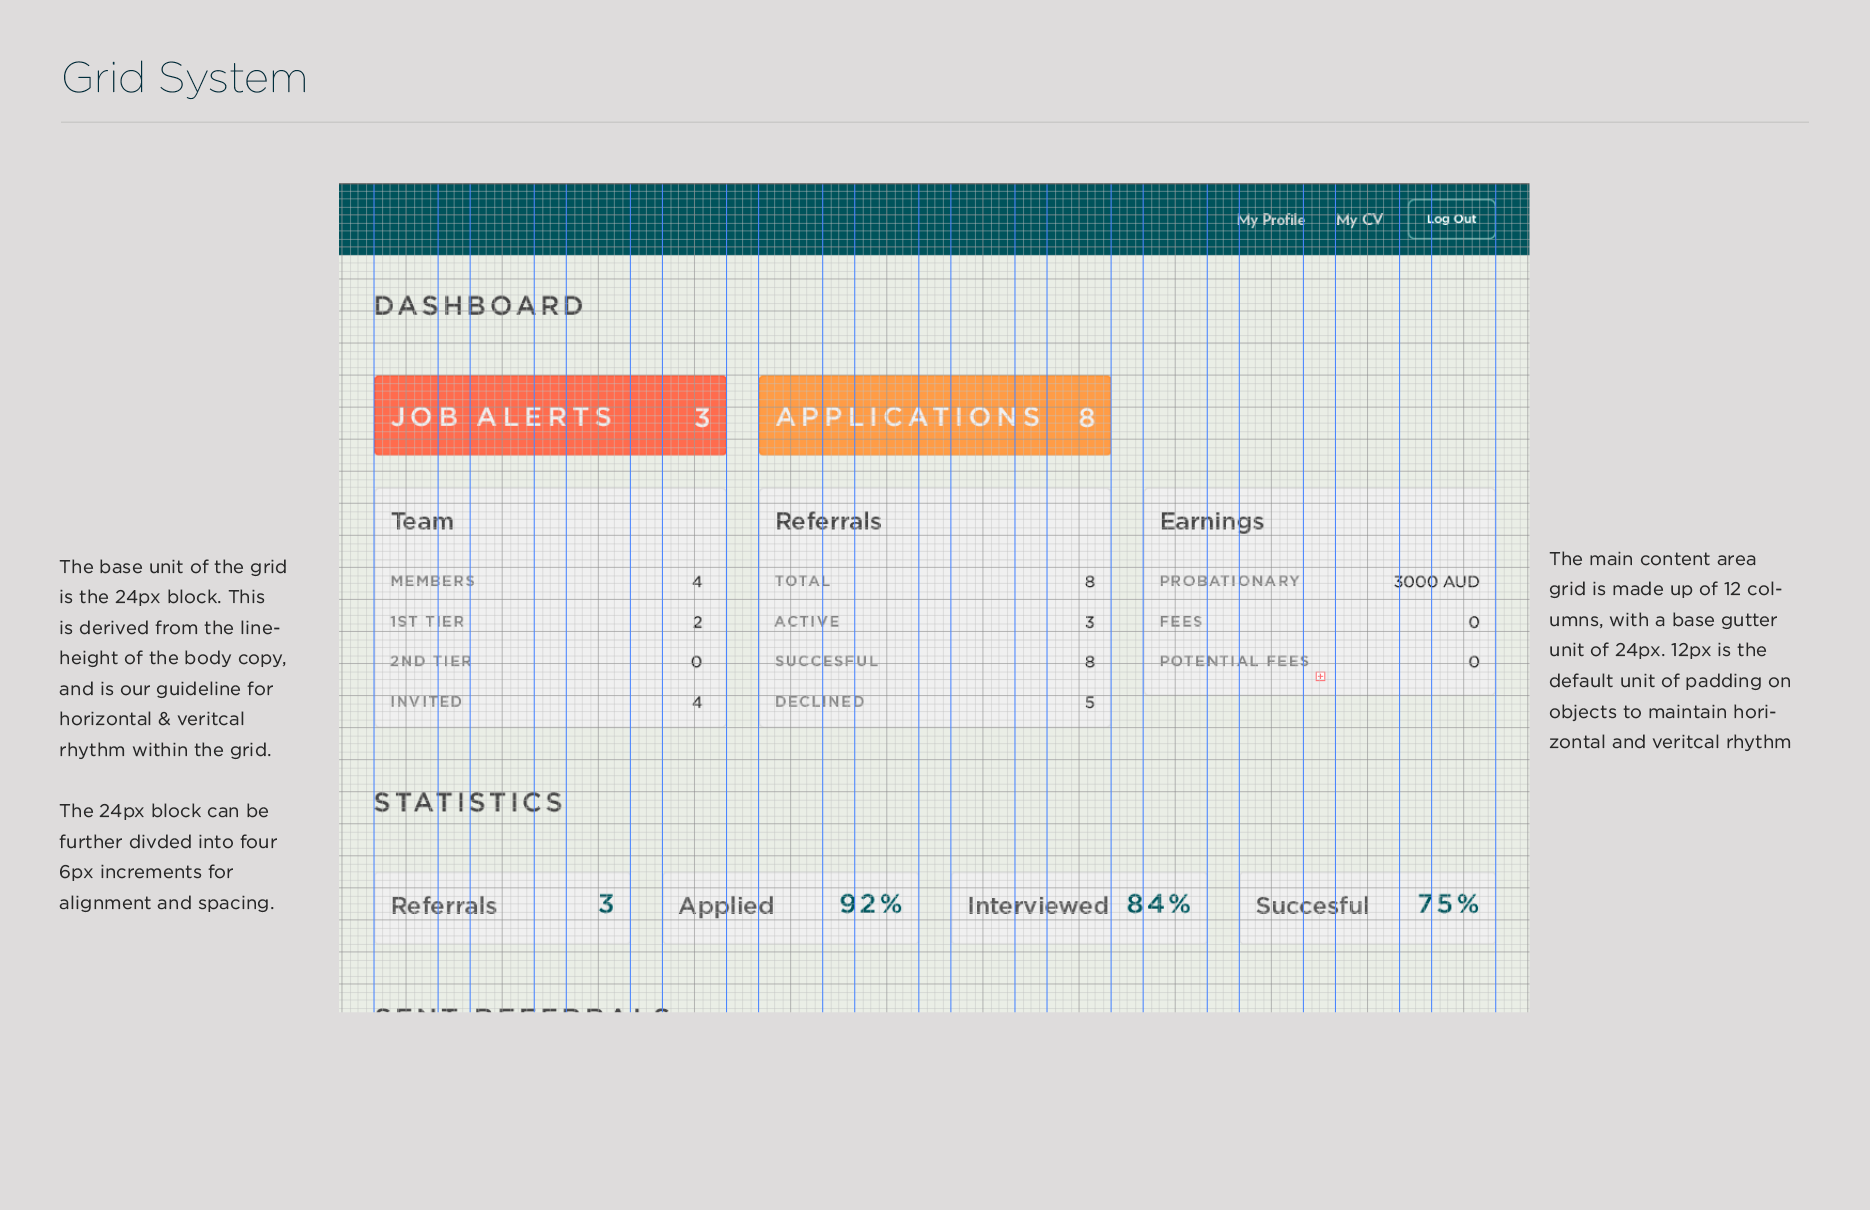 Grid System
My Profile My CV Log Out
DASHBOARD
JOB ALERTS 3 APPLICATIONS 8
Team Referrals Earnings
MEMBERS 4 TOTAL 8 PROBATIONARY 3000 AUD
1ST TIER 2 ACTIVE 3 FEES 0
2ND TIER 0 SUCCESFUL 8 POTENTIAL FEES 0
INVITED 4 DECLINED 5
STATISTICS
Referrals 3 Applied 92% Interviewed 84% Succesful 75%
SENT REFERRALS
The base unit of the grid
is the 24px block. This
is derived from the line-
height of the body copy,
and is our guideline for
horizontal & veritcal
rhythm within the grid.
The 24px block can be
further divded into four
6px increments for
alignment and spacing.
The main content area
grid is made up of 12 col-
umns, with a base gutter
unit of 24px. 12px is the
default unit of padding on
objects to maintain hori-
zontal and veritcal rhythm